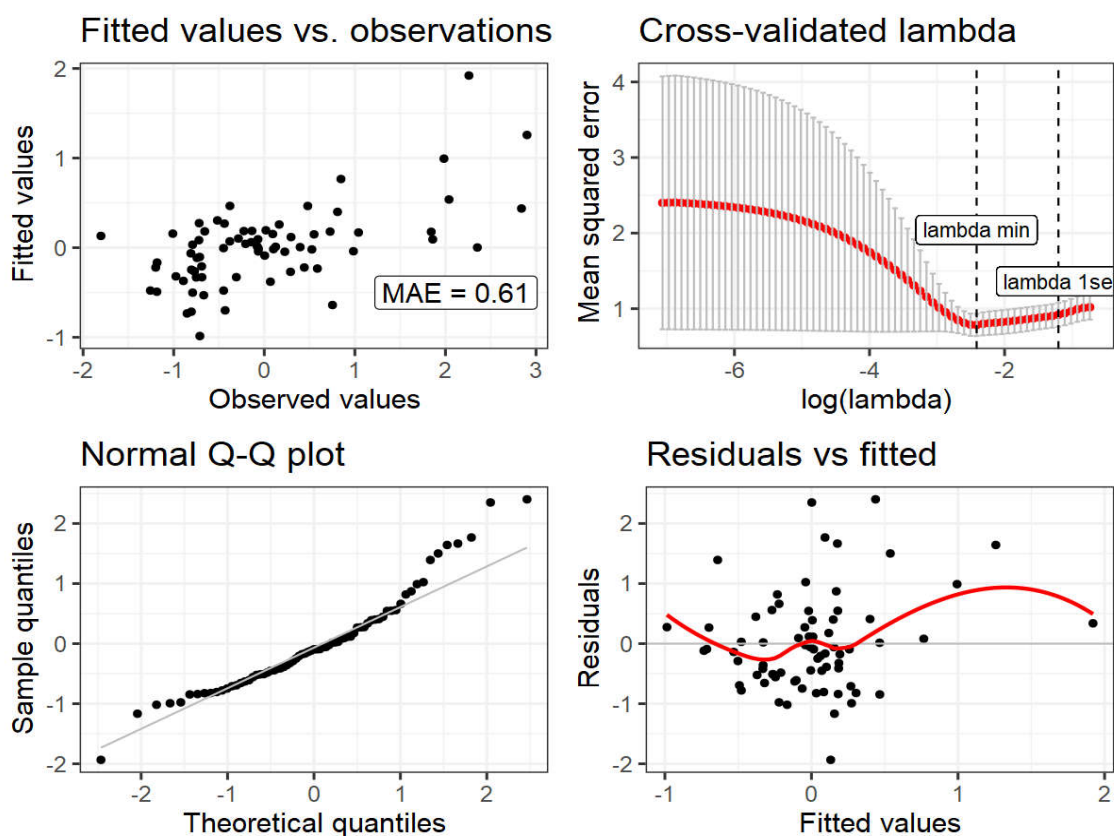 Fitted values vs. observations
Fitted values
2
1
0
-1
-2
-1
0
1
2
3
MAE = 0.61
Observed values
Cross-validated lambda
Mean squared error
4
3
2
1
-6
-4
-2
lambda min
lambda 1se
log(lambda)
Normal Q-Q plot
Sample quantiles
2
1
0
-1
-2
-2
-1
0
1
2
Theoretical quantiles
Residuals vs fitted
Residuals
2
1
0
-1
-2
-1
0
1
2
Fitted values